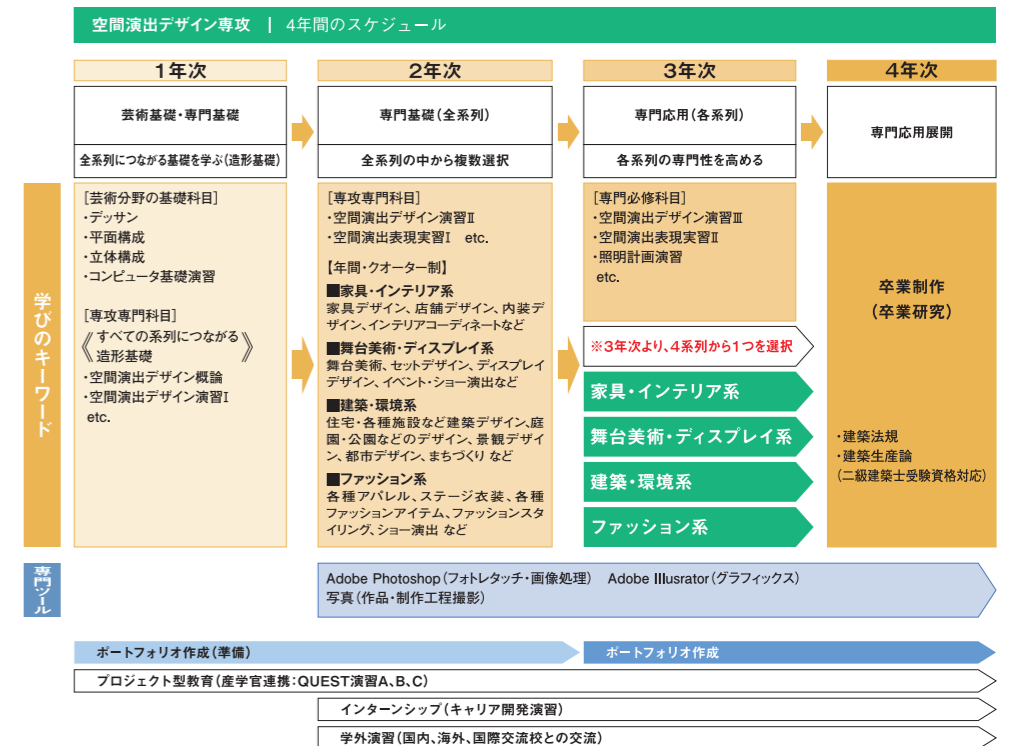 空間演出デザイン専攻 | 4年間のスケジュール
1年次
芸術基礎・専門基礎
全系列につながる基礎を学ぶ(造形基礎)
2年次
専門基礎(全系列)
全系列の中から複数選択
3年次
専門応用(各系列)
各系列の専門性を高める
4年次
専門応用展開
学びのキーワード
[芸術分野の基礎科目]
・デッサン
・平面構成
・立体構成
・コンピュータ基礎演習
[専攻専門科目]
《すべての系列につながる
造形基礎》
・空間演出デザイン概論
・空間演出デザイン演習Ⅰ
etc.
[専攻専門科目]
・空間演出デザイン演習Ⅱ
・空間演出表現実習Ⅰ etc.
【年間・クオーター制】
■家具・インテリア系
家具デザイン、店舗デザイン、内装デ
ザイン、インテリアコーディネートなど
■舞台美術・ディスプレイ系
舞台美術、セットデザイン、ディスプレイ
デザイン、イベント・ショー演出など
■建築・環境系
住宅・各種施設など建築デザイン、庭
園・公園などのデザイン、景観デザイ
ン、都市デザイン、まちづくり など
■ファッション系
各種アパレル、ステージ衣装、各種
ファッションアイテム、ファッションスタ
イリング、ショー演出 など
[専門必修科目]
・空間演出デザイン演習Ⅲ
・空間演出表現実習Ⅱ
・照明計画演習
etc.
※3年次より、4系列から1つを選択
家具・インテリア系
舞台美術・ディスプレイ系
建築・環境系
ファッション系
卒業制作
(卒業研究)
・建築法規
・建築生産論
(二級建築士受験資格対応)
専門ツール
Adobe Photoshop(フォトレタッチ・画像処理) Adobe Illusrator(グラフィックス)
写真(作品・制作工程撮影)
ポートフォリオ作成(準備)
ポートフォリオ作成
プロジェクト型教育(産学官連携:QUEST演習A、B、C)
インターンシップ(キャリア開発演習)
学外演習(国内、海外、国際交流校との交流)